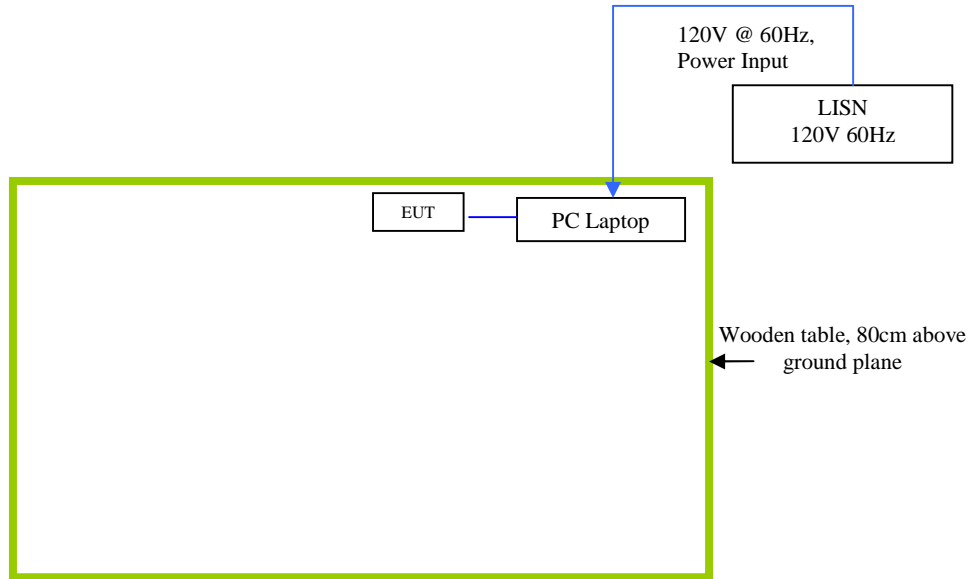 120V @ 60Hz,
Power Input
LISN
120V 60Hz
EUT
PC Laptop
Wooden table, 80cm above
ground plane